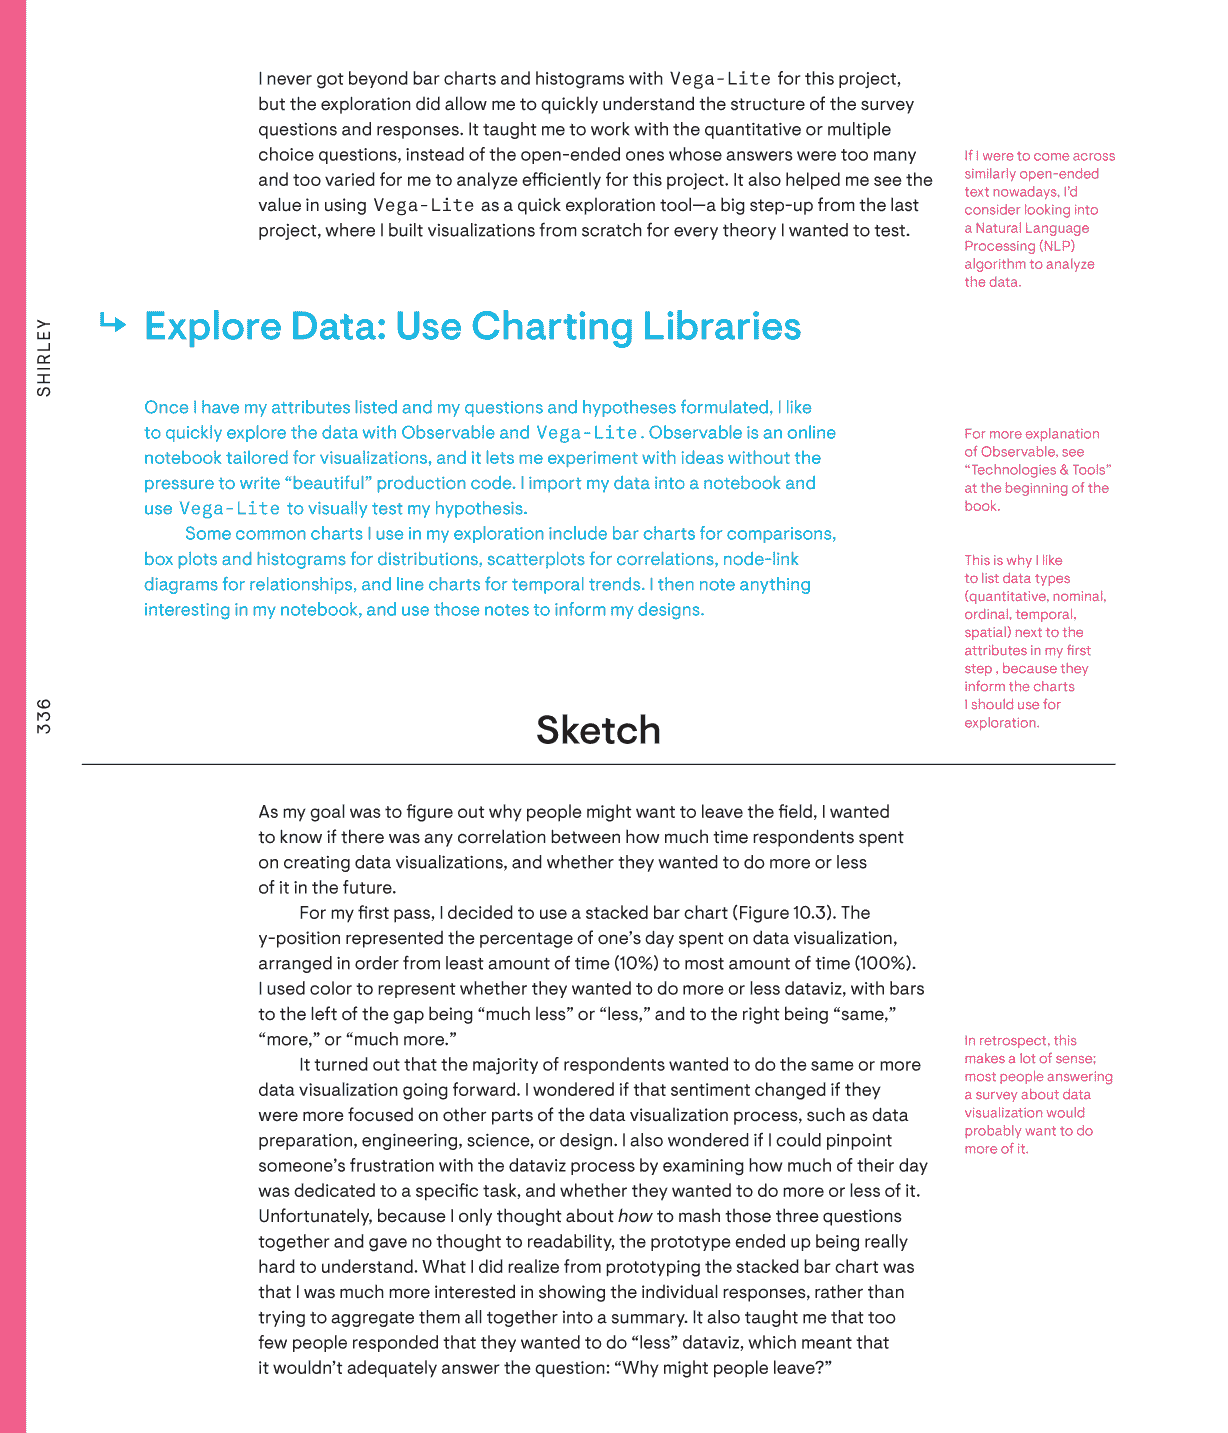 I never got beyond bar charts and histograms with Vega-Lite for this project,
but the exploration did allow me to quickly understand the structure of the survey
questions and responses. It taught me to work with the quantitative or multiple
choice questions, instead of the open-ended ones whose answers were too many
and too varied for me to analyze efficiently for this project. It also helped me see the
value in using Vega-Lite as a quick exploration tool—a big step-up from the last
project, where I built visualizations from scratch for every theory I wanted to test.
If I were to come across
similarly open-ended
text nowadays, I’d
consider looking into
a Natural Language
Processing (NLP)
algorithm to analyze
the data.
SHIRLEY
↳ Explore Data: Use Charting Libraries
Once I have my attributes listed and my questions and hypotheses formulated, I like
to quickly explore the data with Observable and Vega-Lite. Observable is an online
notebook tailored for visualizations, and it lets me experiment with ideas without the
pressure to write “beautiful” production code. I import my data into a notebook and
use Vega-Lite to visually test my hypothesis.
Some common charts I use in my exploration include bar charts for comparisons,
box plots and histograms for distributions, scatterplots for correlations, node-link
diagrams for relationships, and line charts for temporal trends. I then note anything
interesting in my notebook, and use those notes to inform my designs.
For more explanation
of Observable, see
“Technologies & Tools”
at the beginning of the
book.
This is why I like
to list data types
(quantitative, nominal,
ordinal, temporal,
spatial) next to the
attributes in my first
step , because they
inform the charts
I should use for
exploration.
336
Sketch
As my goal was to figure out why people might want to leave the field, I wanted
to know if there was any correlation between how much time respondents spent
on creating data visualizations, and whether they wanted to do more or less
of it in the future.
For my first pass, I decided to use a stacked bar chart (Figure 10.3). The
y-position represented the percentage of one’s day spent on data visualization,
arranged in order from least amount of time (10%) to most amount of time (100%).
I used color to represent whether they wanted to do more or less dataviz, with bars
to the left of the gap being “much less” or “less,” and to the right being “same,”
“more,” or “much more.”
It turned out that the majority of respondents wanted to do the same or more
data visualization going forward. I wondered if that sentiment changed if they
were more focused on other parts of the data visualization process, such as data
preparation, engineering, science, or design. I also wondered if I could pinpoint
someone’s frustration with the dataviz process by examining how much of their day
was dedicated to a specific task, and whether they wanted to do more or less of it.
Unfortunately, because I only thought about how to mash those three questions
together and gave no thought to readability, the prototype ended up being really
hard to understand. What I did realize from prototyping the stacked bar chart was
that I was much more interested in showing the individual responses, rather than
trying to aggregate them all together into a summary. It also taught me that too
few people responded that they wanted to do “less” dataviz, which meant that
it wouldn’t adequately answer the question: “Why might people leave?”
In retrospect, this
makes a lot of sense;
most people answering
a survey about data
visualization would
probably want to do
more of it.